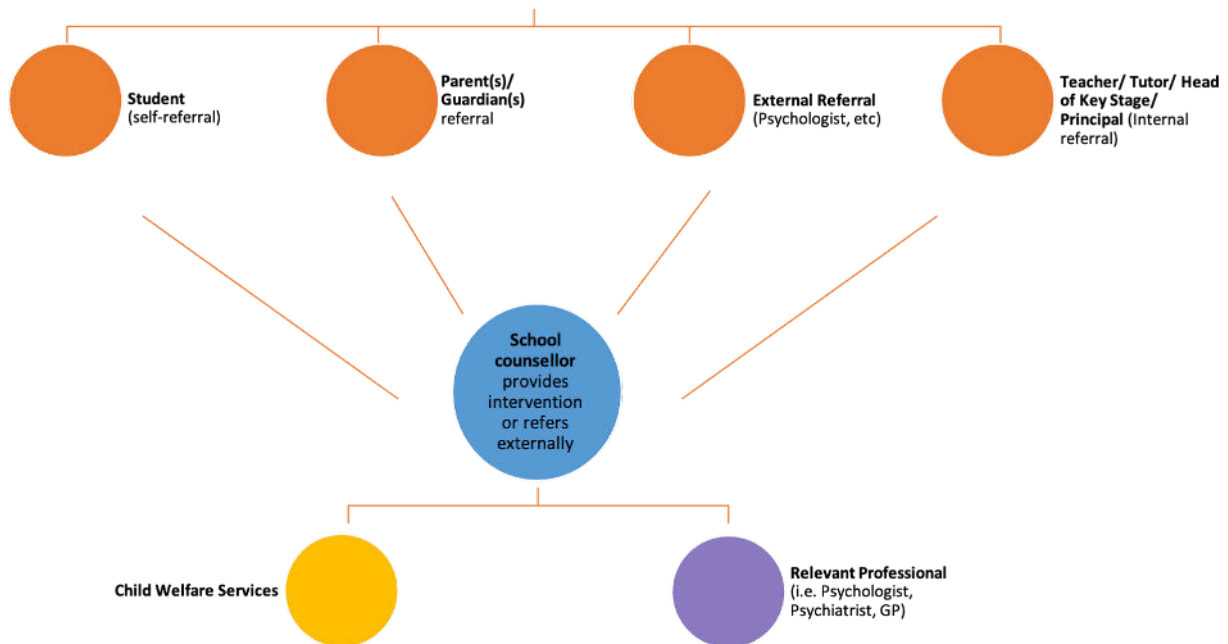 Student
(self-referral)
Parent(s)/
Guardian(s)
referral
External Referral
(Psychologist, etc)
Teacher/ Tutor/ Head
of Key Stage/
Principal (Internal
referral)
School
counsellor
provides
intervention
or refers
externally
Child Welfare Services
Relevant Professional
(i.e. Psychologist,
Psychiatrist, GP)